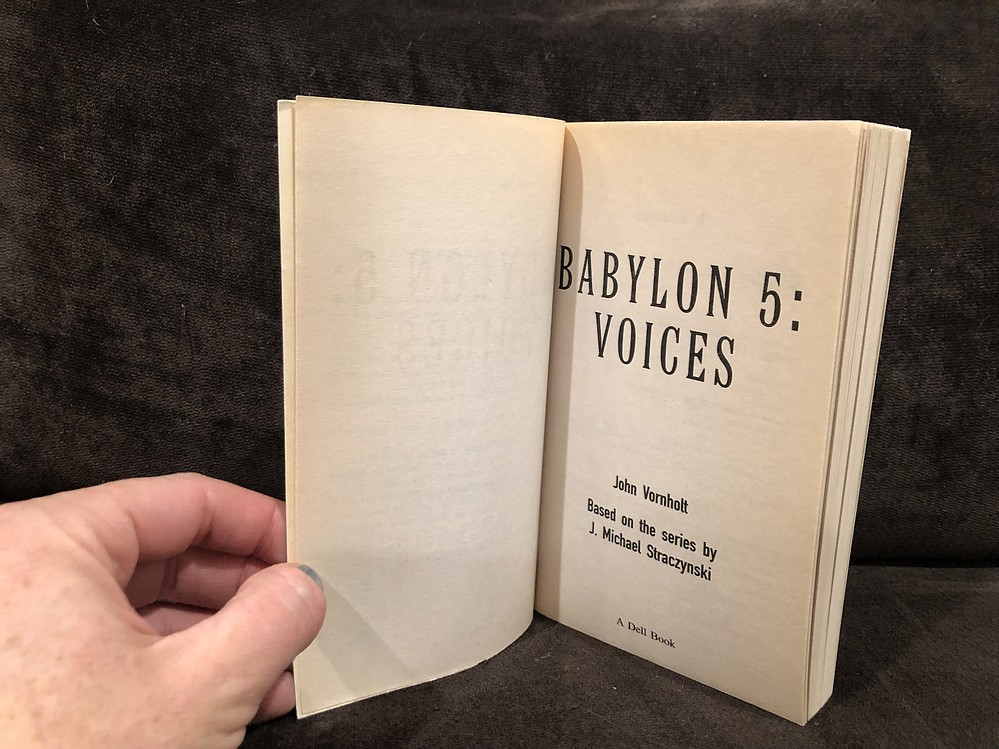 BABYLON 5:
VOICES
John Vornholt
Based on the series by
J. Michael Straczynski
A Dell Book